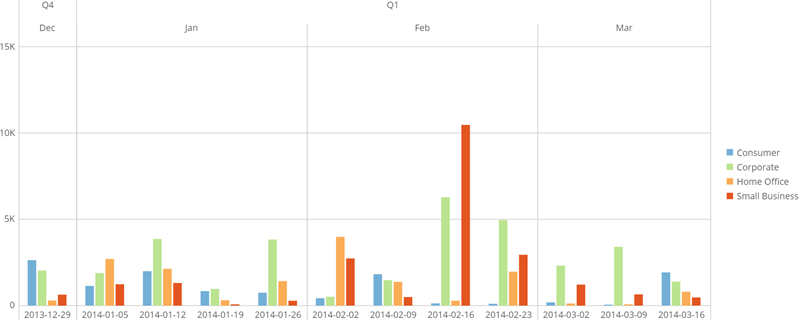 Q4 Q1
Dec Jan Feb Mar
15K
10K
5K
0
Consumer
Corporate
Home Office
Small Business
2013-12-29 2014-01-05 2014-01-12 2014-01-19 2014-01-26 2014-02-02 2014-02-09 2014-02-16 2014-02-23 2014-03-02 2014-03-09 2014-03-16